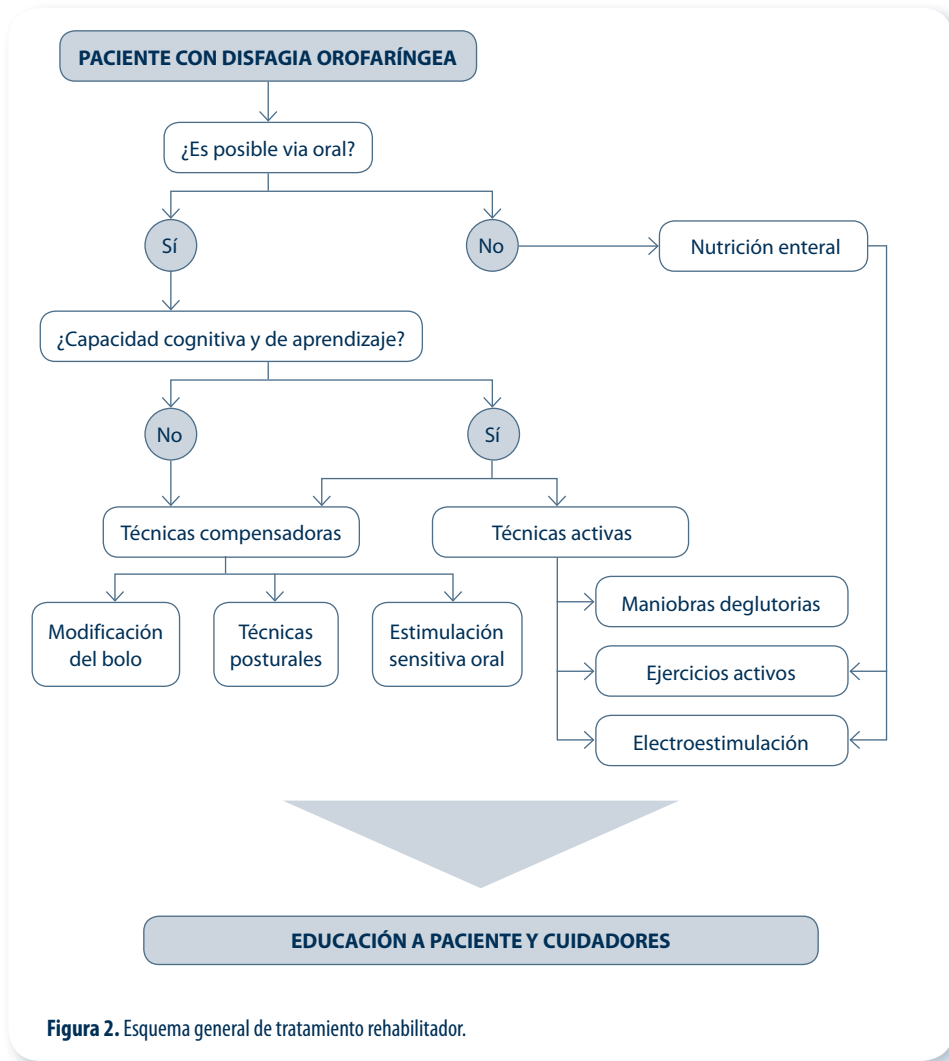 PACIENTE CON DISFAGIA OROFARÍNGEA
¿Es posible via oral?
Sí
No
Nutrición enteral
¿Capacidad cognitiva y de aprendizaje?
No
Sí
Técnicas compensadoras
Técnicas activas
Modificación
del bolo
Técnicas
posturales
Estimulación
sensitiva oral
Maniobras deglutorias
Ejercicios activos
Electroestimulación
EDUCACIÓN A PACIENTE Y CUIDADORES
Figura 2. Esquema general de tratamiento rehabilitador.